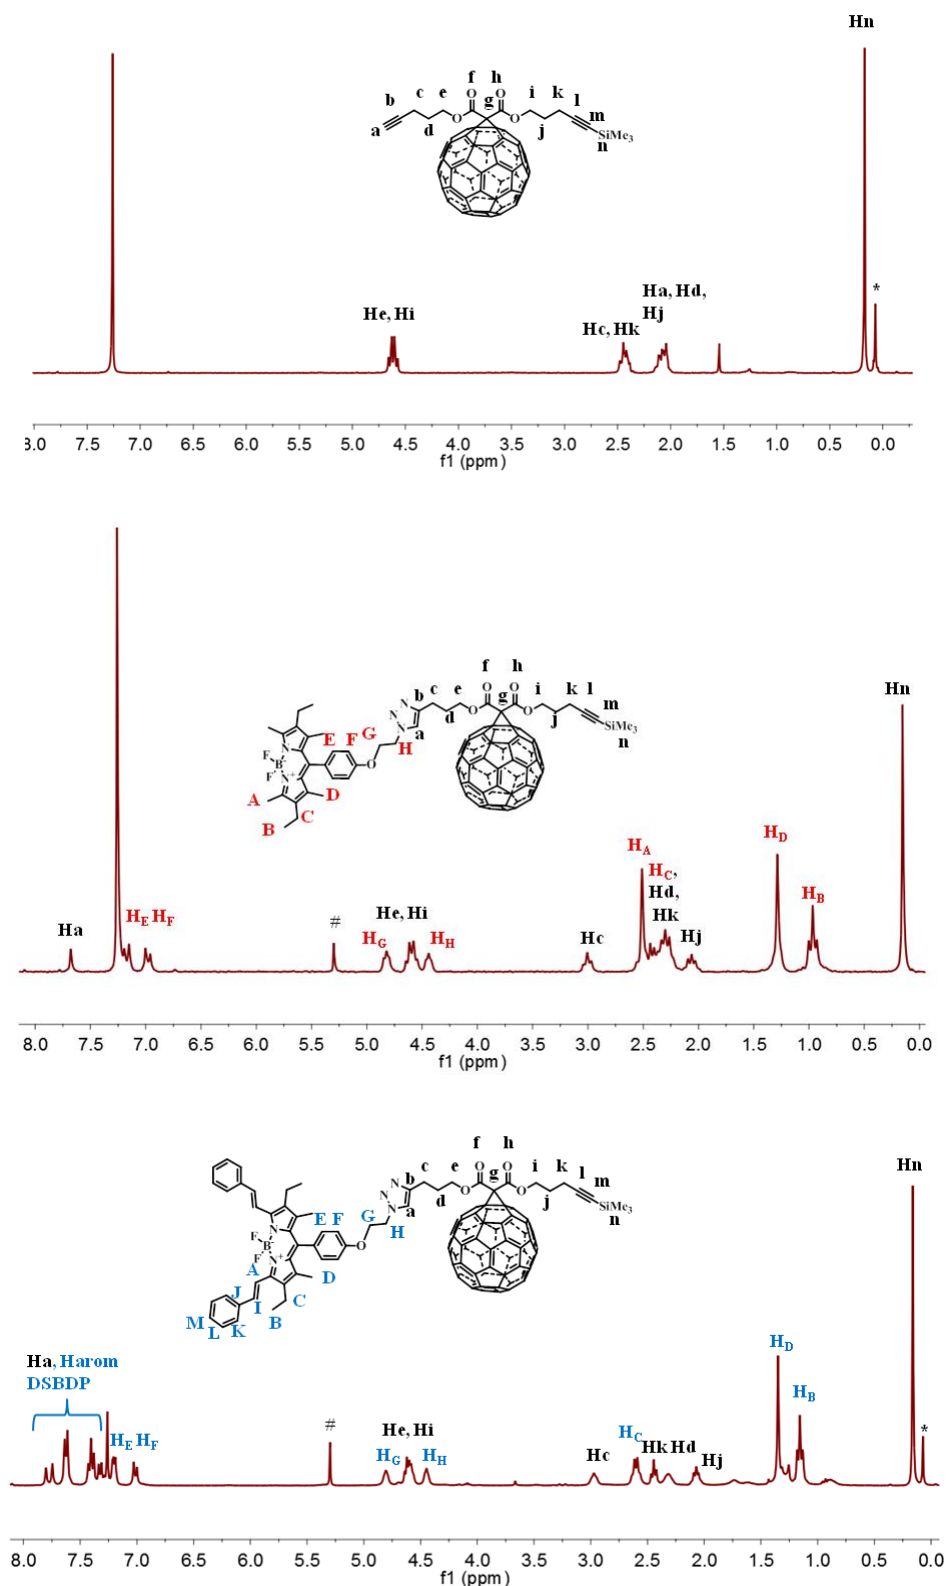 Hn
f h
c e g i k
b l
a d j m
SiMe3
n
O O
O O
Ha, Hd,
Hj
He, Hi
Hc, Hk
*
8.0 7.5 7.0 6.5 6.0 5.5 5.0 4.5 4.0 3.5 3.0 2.5 2.0 1.5 1.0 0.5 0.0
f1 (ppm)
f h
N c e O O i k l
N b g m
N a d O O j SiMe3
n
E F G H
F B N
F N+ O
A D
B C
Hn
HD
HA
HC,
Hd,
Hk
HB
HE HF
Ha
#
He, Hi
HG HH
Hc
Hj
8.0 7.5 7.0 6.5 6.0 5.5 5.0 4.5 4.0 3.5 3.0 2.5 2.0 1.5 1.0 0.5 0.0
f1 (ppm)
f h
N c e O O i k l
N b g m
N a d O O j SiMe3
n
E F G H
F B N
F N+ O
A D
J C
I B
M L K
Hn
HD
HB
Ha, Harom
DSBDP
HE HF
#
He, Hi
HG HH
Hc
HC
Hk Hd
Hj
*
8.0 7.5 7.0 6.5 6.0 5.5 5.0 4.5 4.0 3.5 3.0 2.5 2.0 1.5 1.0 0.5 0.0
f1 (ppm)